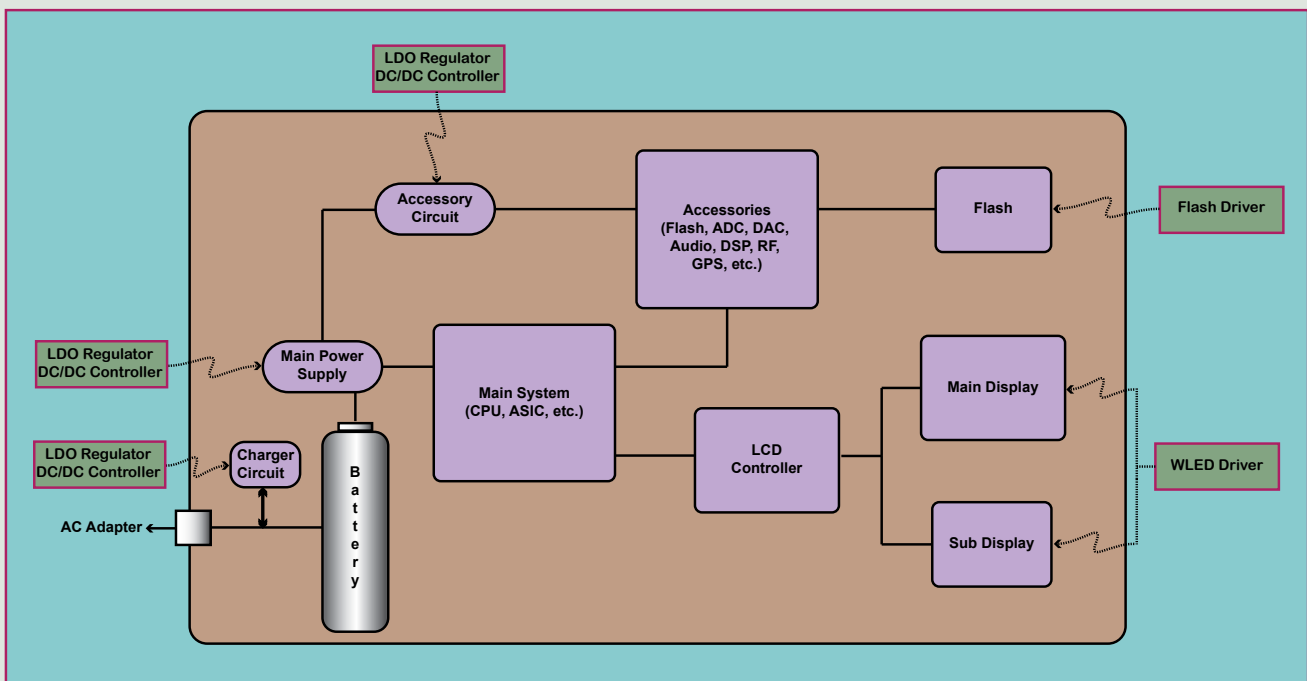 LDO Regulator
DC/DC Controller
Accessory
Circuit
Accessories
(Flash, ADC, DAC,
Audio, DSP, RF,
GPS, etc.)
Flash
Flash Driver
LDO Regulator
DC/DC Controller
Main Power
Supply
Main System
(CPU, ASIC, etc.)
Main Display
LDO Regulator
DC/DC Controller
Charger
Circuit
Battery
LCD
Controller
WLED Driver
AC Adapter
Sub Display